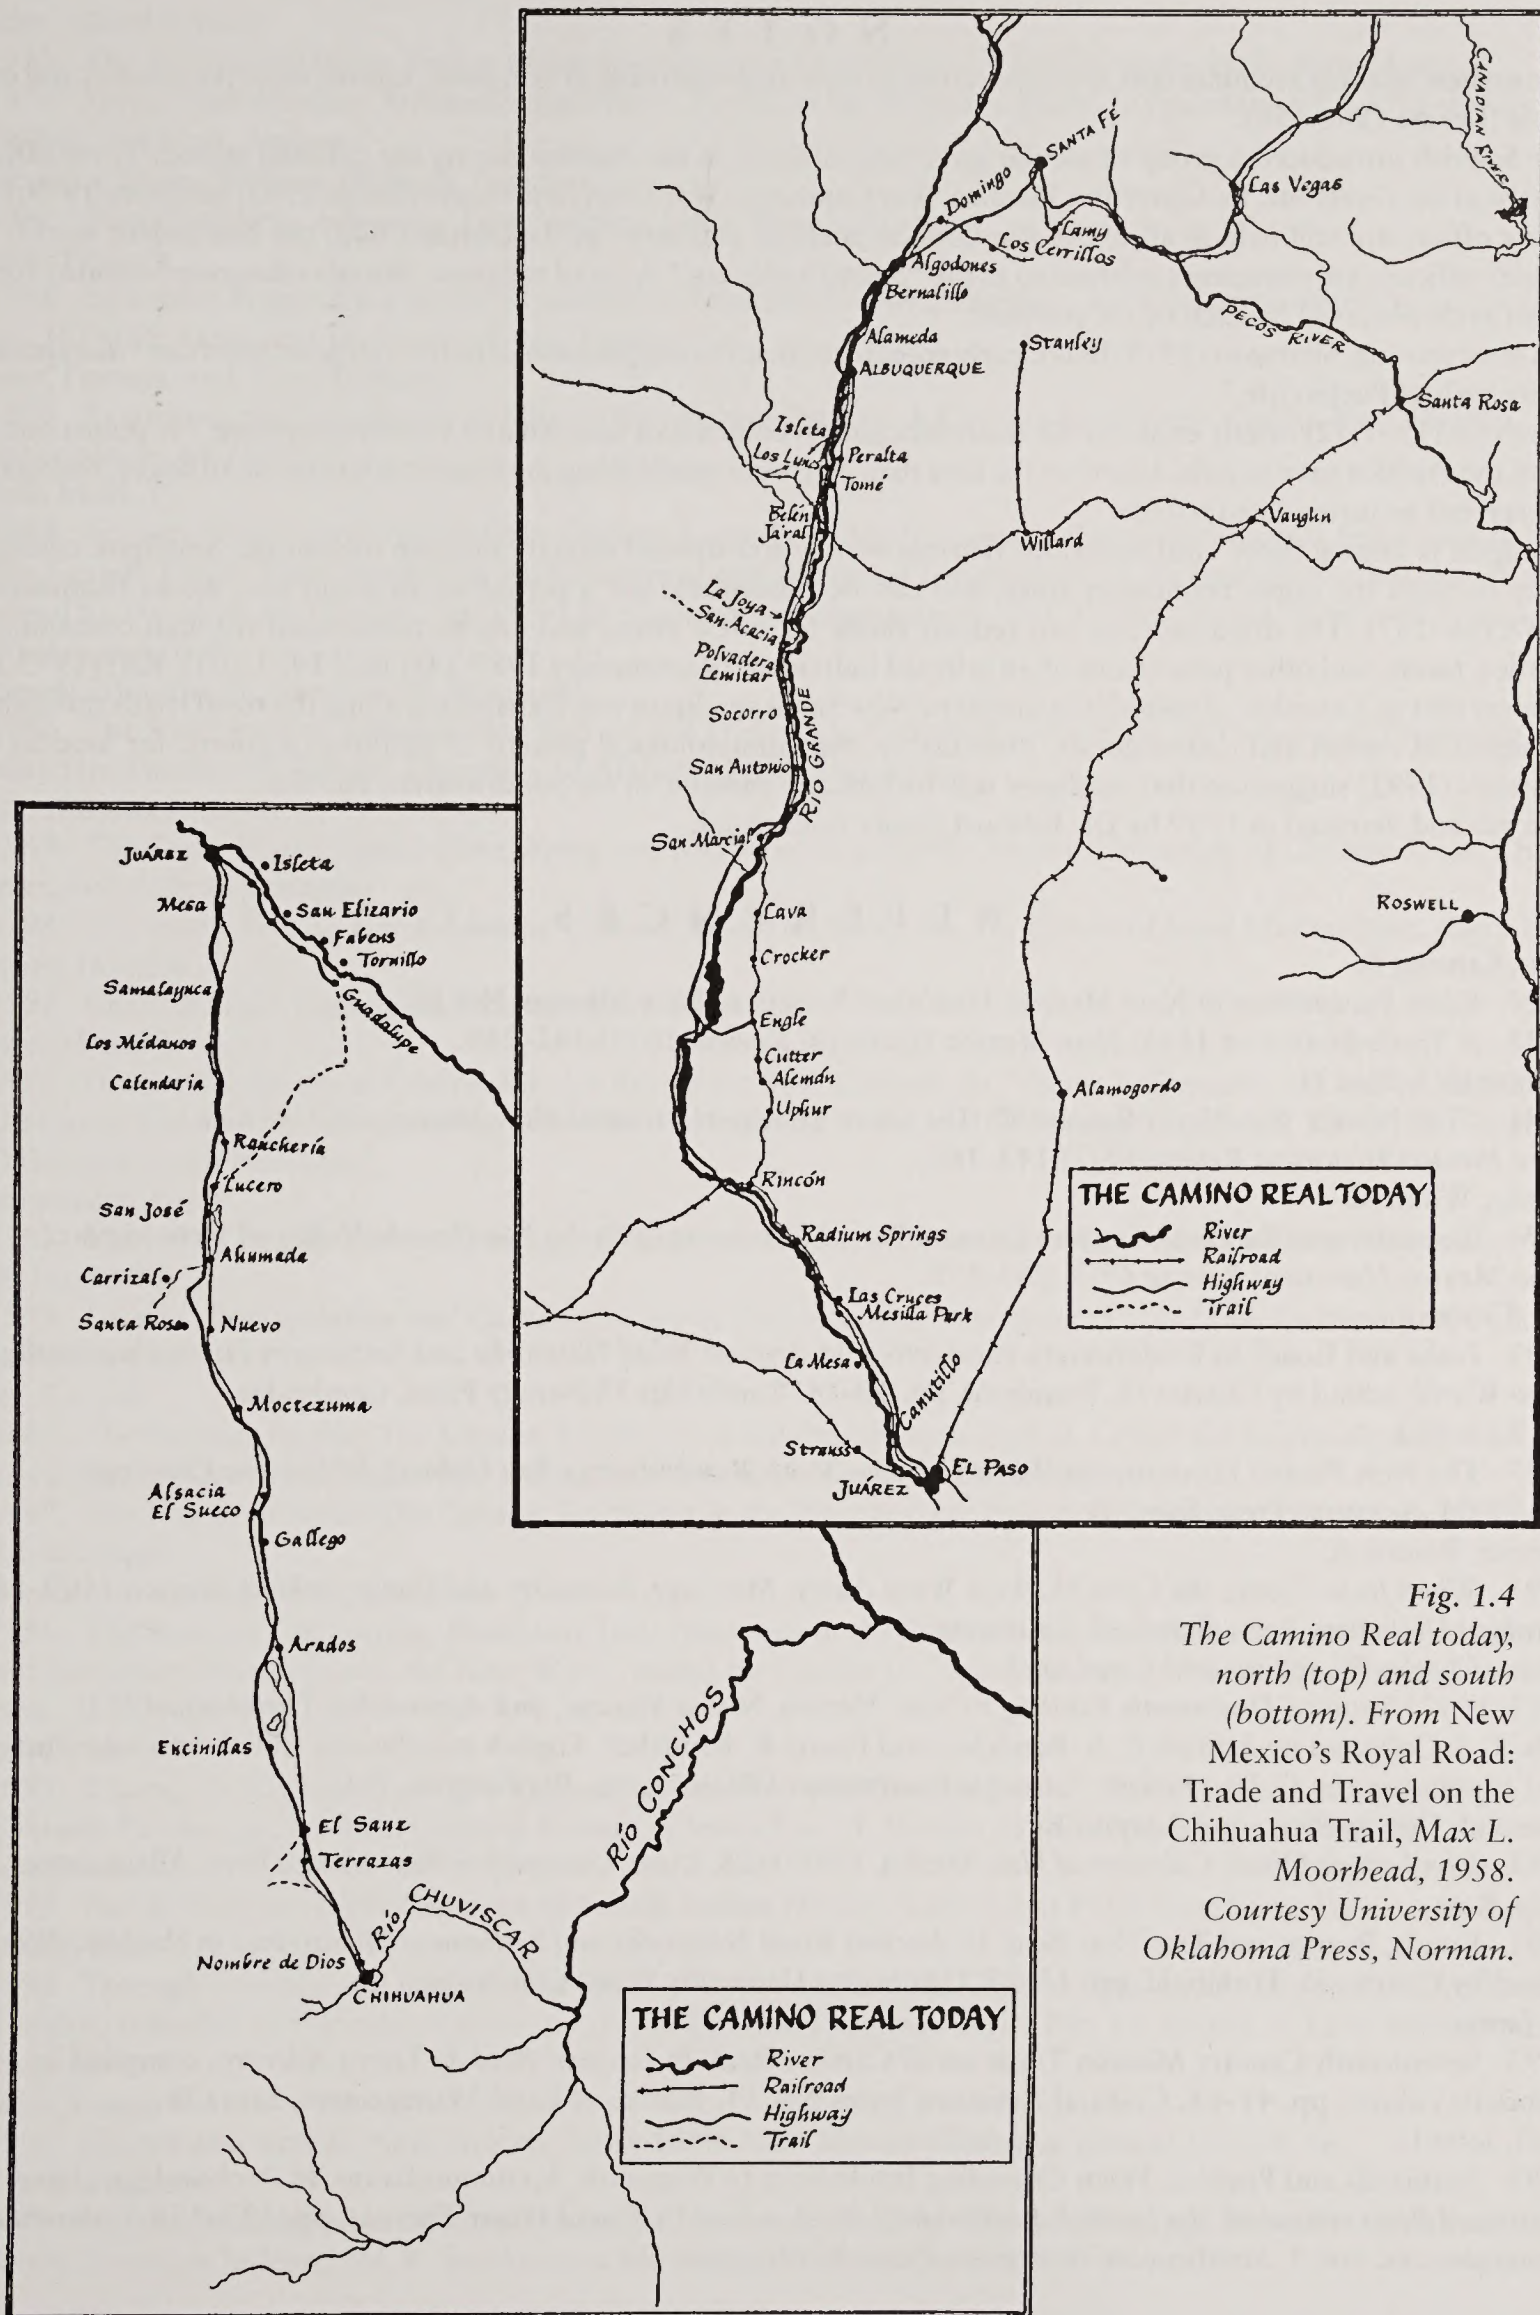 SANTA FÉ
CANADIAN RIVER
Las Vegas
Domingo
Lamy
Los Cerrillos
Algodones
Bernalillo
PECOS RIVER
Alameda
Stanley
ALBUQUERQUE
Santa Rosa
Isleta
Los Lunas
Peralta
Tomé
Belén
Jaral
Vaughn
Willard
La Joya
San Acacia
Polvadera
Lemitar
Socorro
RIO GRANDE
San Antonio
San Marcial
Lava
ROSWELL
Crocker
Engle
Cutter
Alemán
Alamogordo
Uphur
Rincón
Radium Springs
Las Cruces
Mesilla Park
La Mesa
Canutillo
Strauss
EL PASO
JUÁREZ
THE CAMINO REAL TODAY
River
Railroad
Highway
Trail
JUÁREZ
Isleta
Mesa
San Elizario
Fabens
Tornillo
Samalayuca
Guadalupe
Los Médanos
Calendaria
Ranchería
Lucero
San José
Ahumada
Carrizal
Santa Rosa
Nuevo
Moctezuma
Alsacia
El Sueco
Gallego
Arados
Encinillas
El Sauz
Terrazas
RÍO CONCHOS
RÍO CHUVISCAR
Nombre de Dios
CHIHUAHUA
THE CAMINO REAL TODAY
River
Railroad
Highway
Trail
Fig. 1.4
The Camino Real today,
north (top) and south
(bottom). From New
Mexico's Royal Road:
Trade and Travel on the
Chihuahua Trail, Max L.
Moorhead, 1958.
Courtesy University of
Oklahoma Press, Norman.